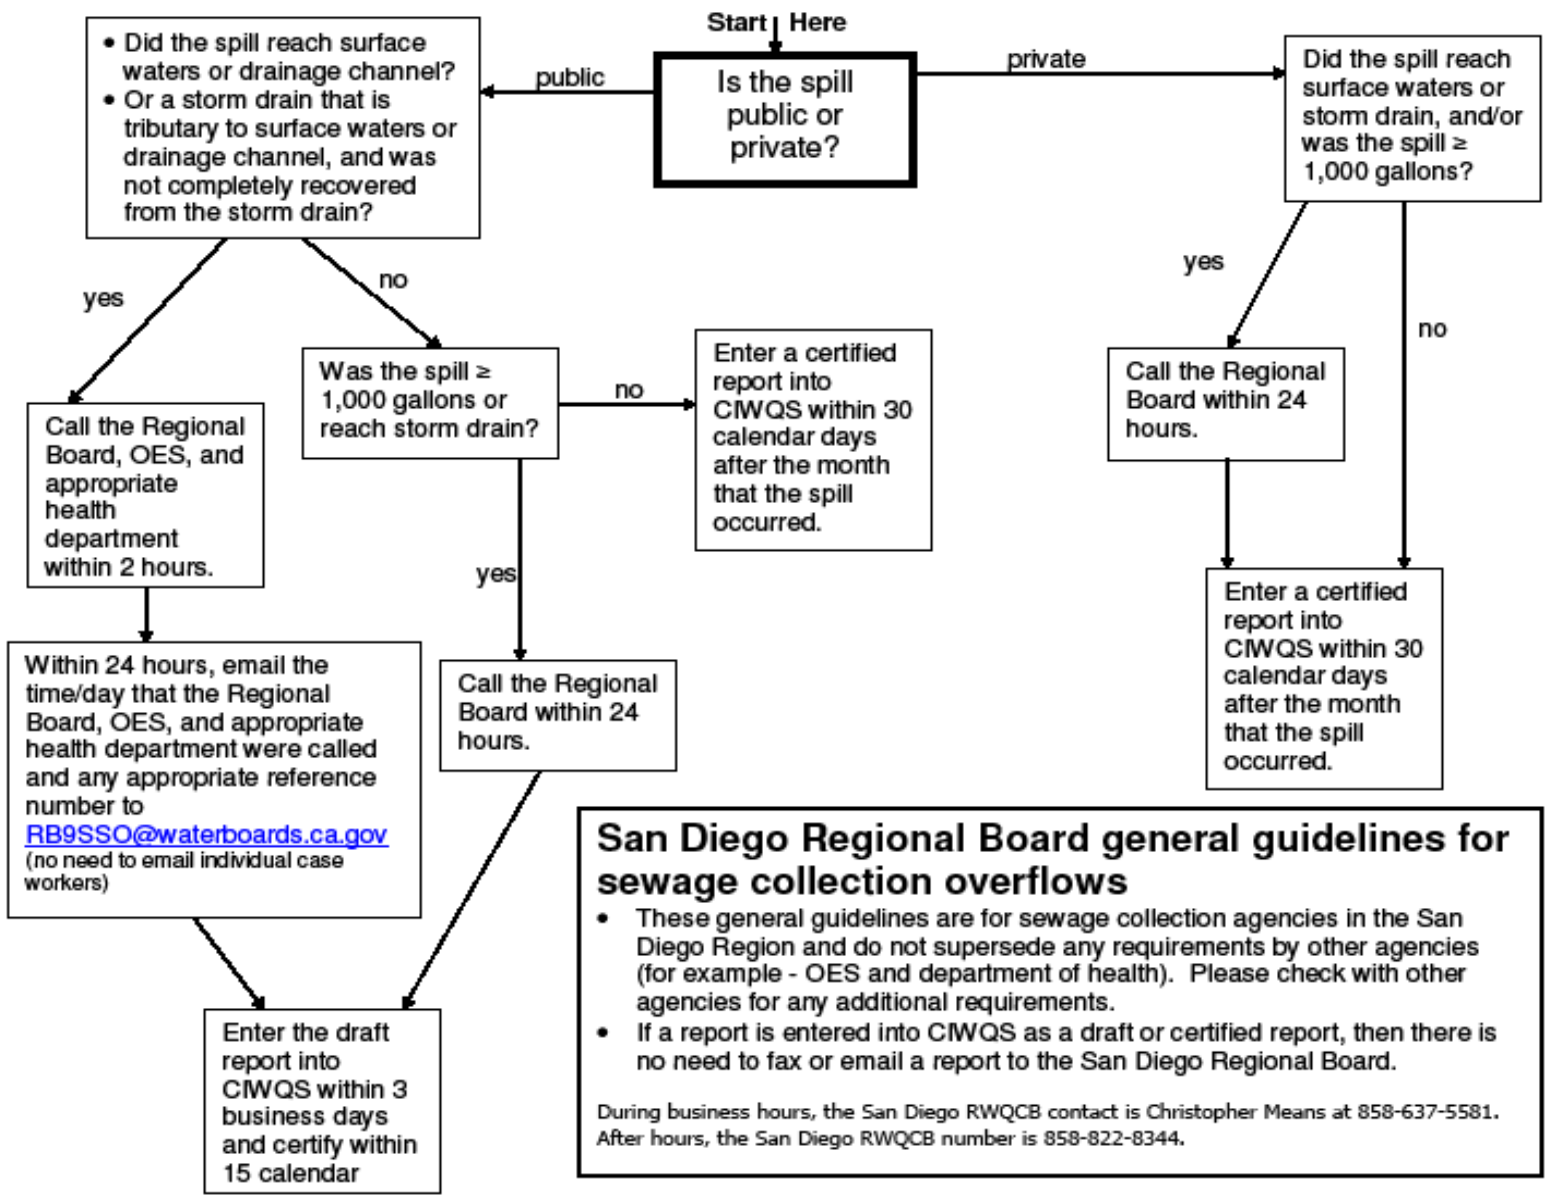 Start Here
Is the spill
public or
private?
public
private
• Did the spill reach surface
waters or drainage channel?
• Or a storm drain that is
tributary to surface waters or
drainage channel, and was
not completely recovered
from the storm drain?
Did the spill reach
surface waters or
storm drain, and/or
was the spill ≥
1,000 gallons?
yes
no
yes
no
Was the spill ≥
1,000 gallons or
reach storm drain?
no
Enter a certified
report into
CIWQS within 30
calendar days
after the month
that the spill
occurred.
Call the Regional
Board within 24
hours.
Call the Regional
Board, OES, and
appropriate
health
department
within 2 hours.
yes
Enter a certified
report into
CIWQS within 30
calendar days
after the month
that the spill
occurred.
Within 24 hours, email the
time/day that the Regional
Board, OES, and appropriate
health department were called
and any appropriate reference
number to
RB9SSO@waterboards.ca.gov
(no need to email individual case
workers)
Call the Regional
Board within 24
hours.
Enter the draft
report into
CIWQS within 3
business days
and certify within
15 calendar
San Diego Regional Board general guidelines for
sewage collection overflows
• These general guidelines are for sewage collection agencies in the San
Diego Region and do not supersede any requirements by other agencies
(for example - OES and department of health). Please check with other
agencies for any additional requirements.
• If a report is entered into CIWQS as a draft or certified report, then there is
no need to fax or email a report to the San Diego Regional Board.
During business hours, the San Diego RWQCB contact is Christopher Means at 858-637-5581.
After hours, the San Diego RWQCB number is 858-822-8344.